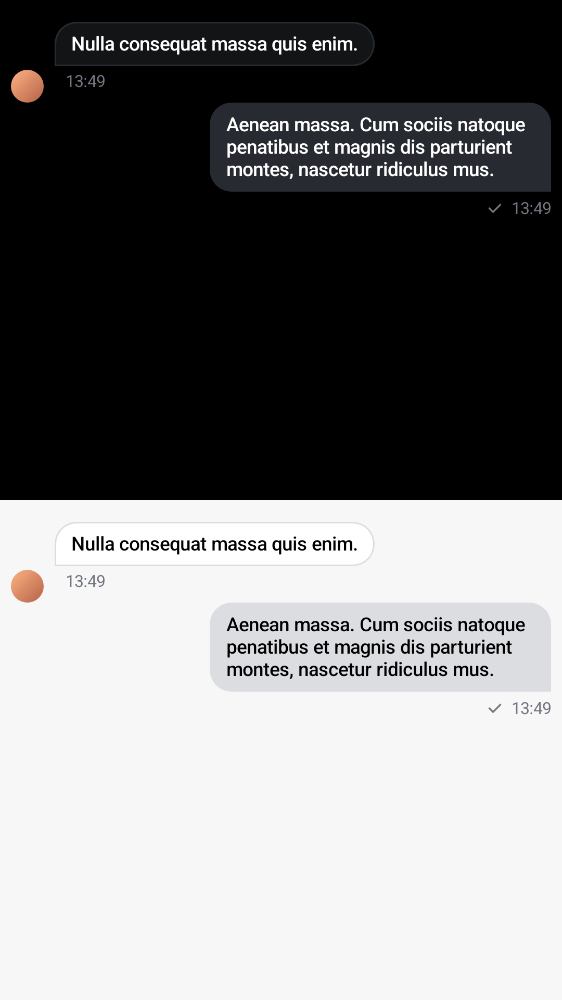 Nulla consequat massa quis enim.
13:49
Aenean massa. Cum sociis natoque
penatibus et magnis dis parturient
montes, nascetur ridiculus mus.
13:49
Nulla consequat massa quis enim.
13:49
Aenean massa. Cum sociis natoque
penatibus et magnis dis parturient
montes, nascetur ridiculus mus.
13:49